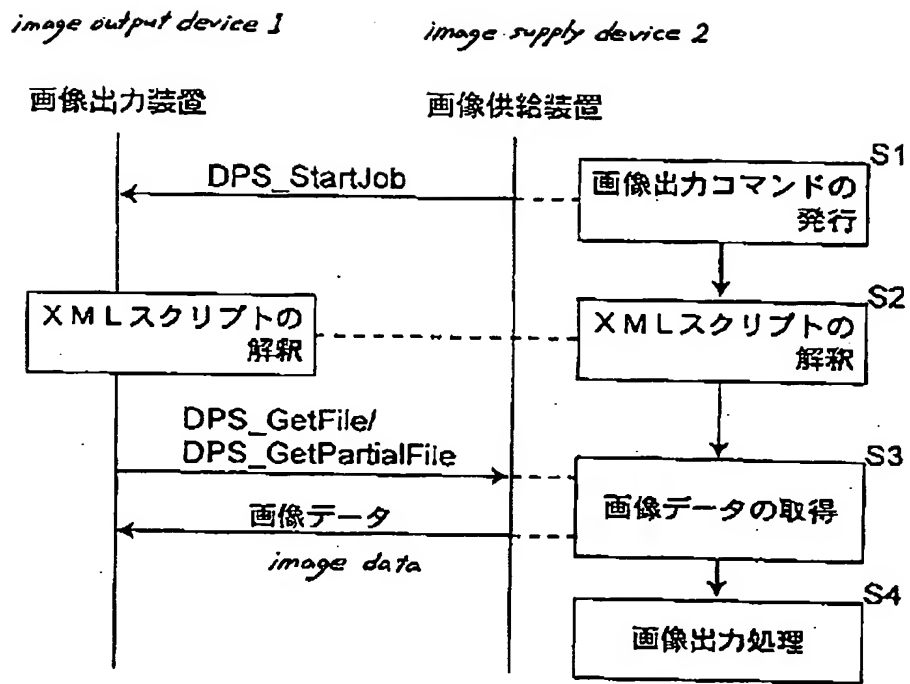 image output device 1
image supply device 2
画像出力装置
画像供給装置
DPS_StartJob
S1
画像出力コマンドの
発行
XMLスクリプトの
解釈
S2
XMLスクリプトの
解釈
DPS_GetFile/
DPS_GetPartialFile
S3
画像データの取得
画像データ
image data
S4
画像出力処理